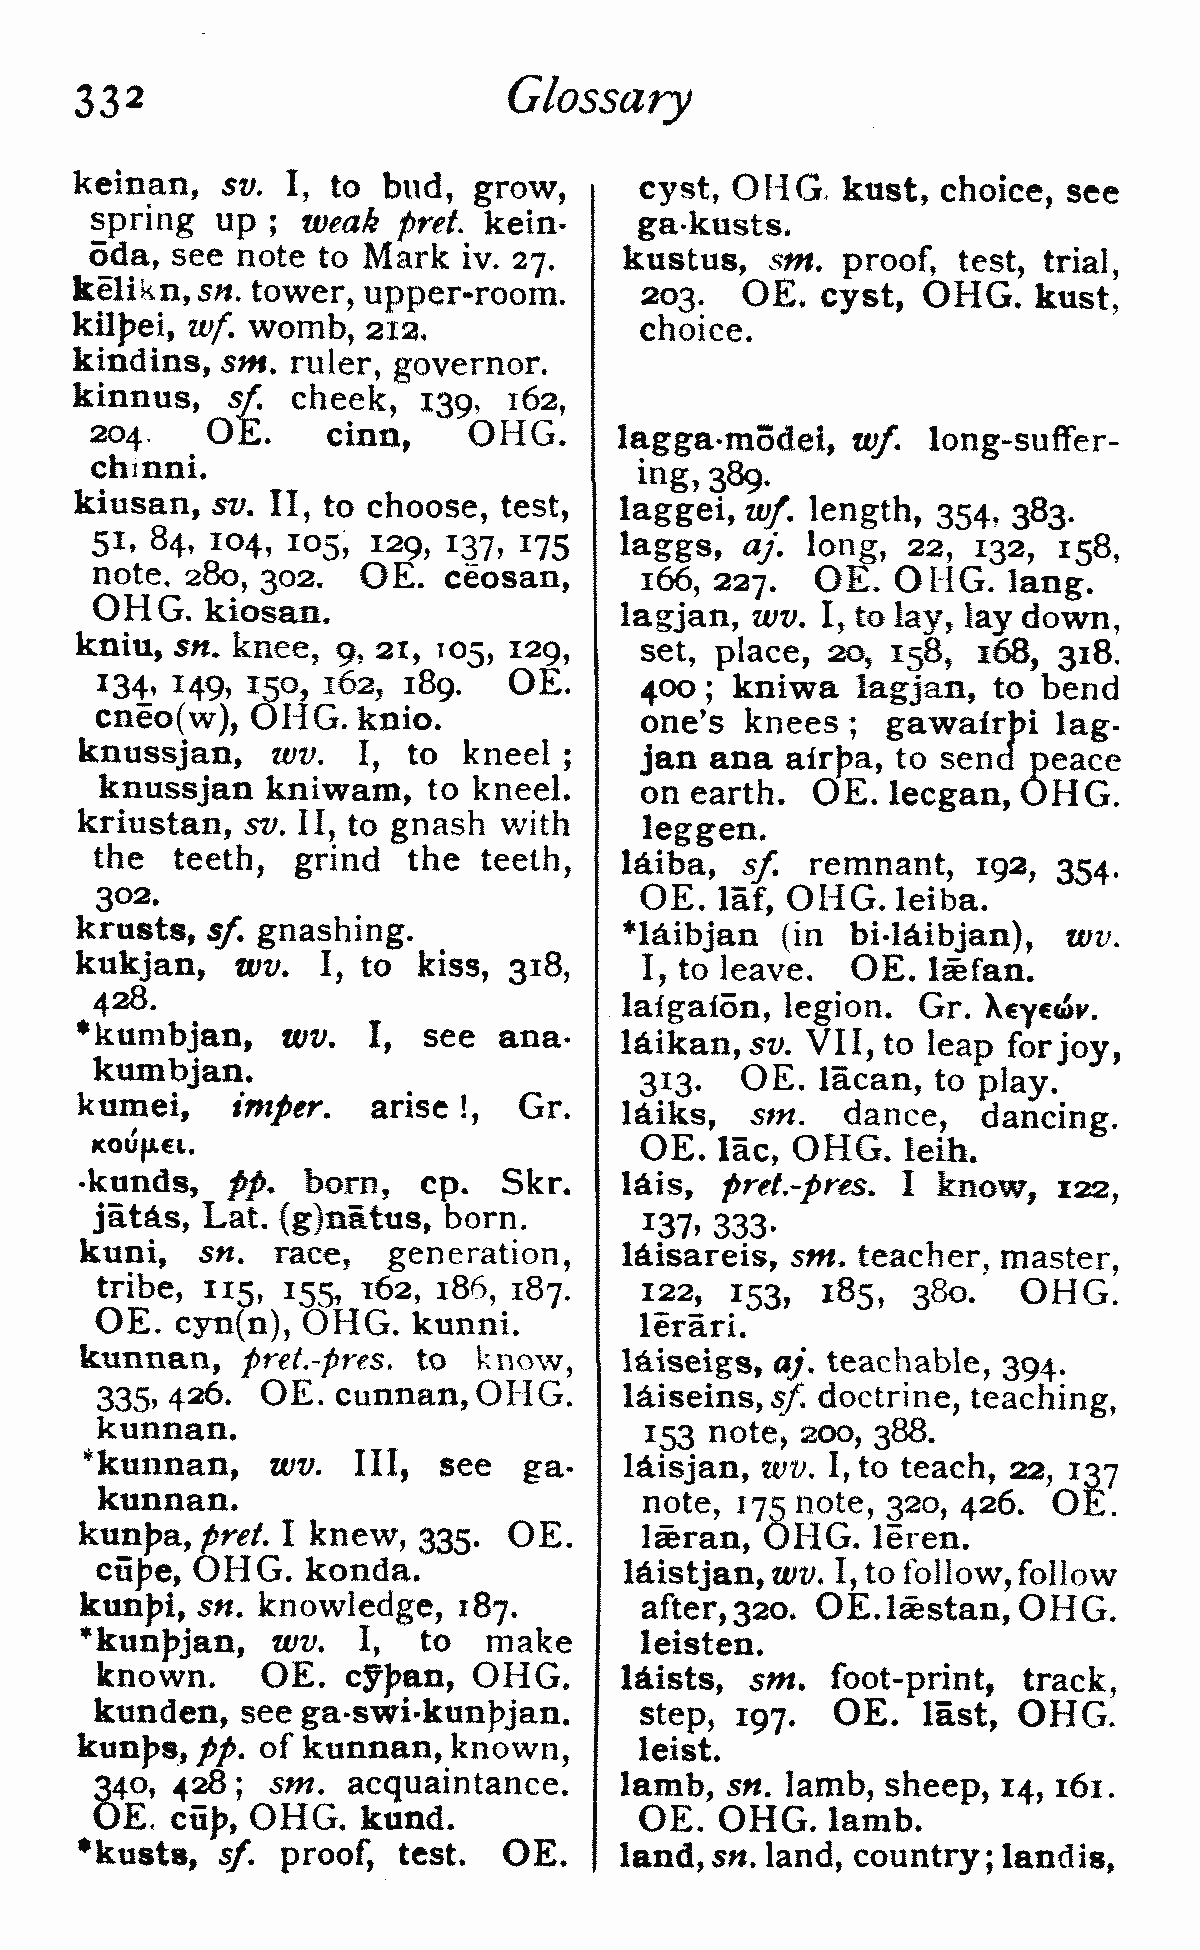 332
Glossary
keinan, sv. I, to bud, grow,
spring up ; weak pret. kein-
ōda, see note to Mark iv. 27.
kēlikn, sn. tower, upper-room.
kilþei, wf. womb, 212.
kindins, sm. ruler, governor.
kinnus, sf. cheek, 139, 162,
204. OE. cinn, OHG.
chinni.
kiusan, sv. II, to choose, test,
51, 84, 104, 105, 129, 137, 175
note. 280, 302. OE. cēosan,
OHG. kiosan.
kniu, sn. knee, 9, 21, 105, 129,
134, 149, 150, 162, 189. OE.
cnēo(w), OHG. knio.
knussjan, wv. I, to kneel ;
knussjan kniwam, to kneel.
kriustan, sv. II, to gnash with
the teeth, grind the teeth,
302.
krusts, sf. gnashing.
kukjan, wv. I, to kiss, 318,
428.
*kumbjan, wv. I, see ana-
kumbjan.
kumei, imper. arise !, Gr.
κούμει.
-kunds, pp. born, cp. Skr.
jātás, Lat. (g)nātus, born.
kuni, sn. race, generation,
tribe, 115, 155, 162, 186, 187.
OE. cyn(n), OHG. kunni.
kunnan, pret.-pres. to know,
335, 426. OE. cunnan, OHG.
kunnan.
*kunnan, wv. III, see ga-
kunnan.
kunþa, pret. I knew, 335. OE.
cūþe, OHG. konda.
kunþi, sn. knowledge, 187.
*kunþjan, wv. I, to make
known. OE. cȳþan, OHG.
kunden, see ga-swi-kunþjan.
kunþs, pp. of kunnan, known,
340, 428 ; sm. acquaintance.
OE. cūþ, OHG. kund.
*kusts, sf. proof, test. OE.
cyst, OHG. kust, choice, see
ga-kusts.
kustus, sm. proof, test, trial,
203. OE. cyst, OHG. kust,
choice.
lagga-mōdei, wf. long-suffer-
ing, 389.
laggei, wf. length, 354, 383.
laggs, aj. long, 22, 132, 158,
166, 227. OE. OHG. lang.
lagjan, wv. I, to lay, lay down,
set, place, 20, 158, 168, 318.
400 ; kniwa lagjan, to bend
one's knees ; gawaírþi lag-
jan ana aírþa, to send peace
on earth. OE. lecgan, OHG.
leggen.
láiba, sf. remnant, 192, 354.
OE. lāf, OHG. leiba.
*láibjan (in bi-láibjan), wv.
I, to leave. OE. lǣfan.
laígaíōn, legion. Gr. λεγεών.
láikan, sv. VII, to leap for joy,
313. OE. lācan, to play.
láiks, sm. dance, dancing.
OE. lāc, OHG. leih.
láis, pret.-pres. I know, 122,
137, 333.
láisareis, sm. teacher, master,
122, 153, 185, 380. OHG.
lērāri.
láiseigs, aj. teachable, 394.
láiseins, sf. doctrine, teaching,
153 note, 200, 388.
láisjan, wv. I, to teach, 22, 137
note, 175 note, 320, 426. OE.
lǣran, OHG. lēren.
láistjan, wv. I, to follow, follow
after, 320. OE. lǣstan, OHG.
leisten.
láists, sm. foot-print, track,
step, 197. OE. lāst, OHG.
leist.
lamb, sn. lamb, sheep, 14, 161.
OE. OHG. lamb.
land, sn. land, country ; landis,